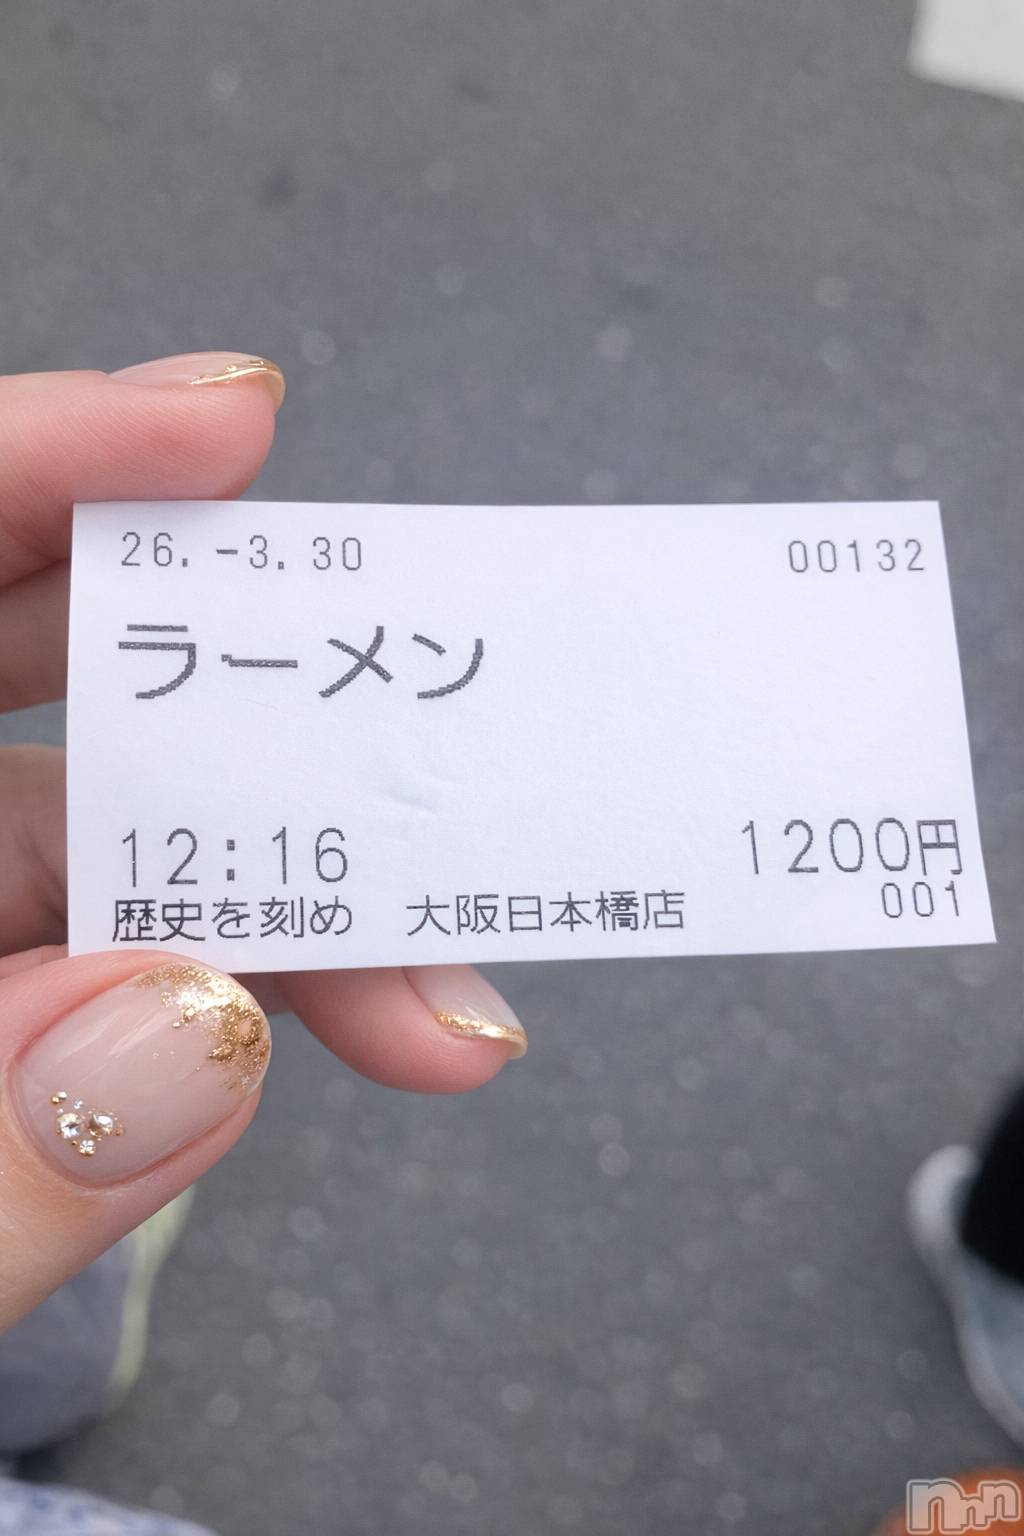 26. -3. 30 00132
ラーメン
12:16 1200円
001
歴史を刻め 大阪日本橋店
nnn